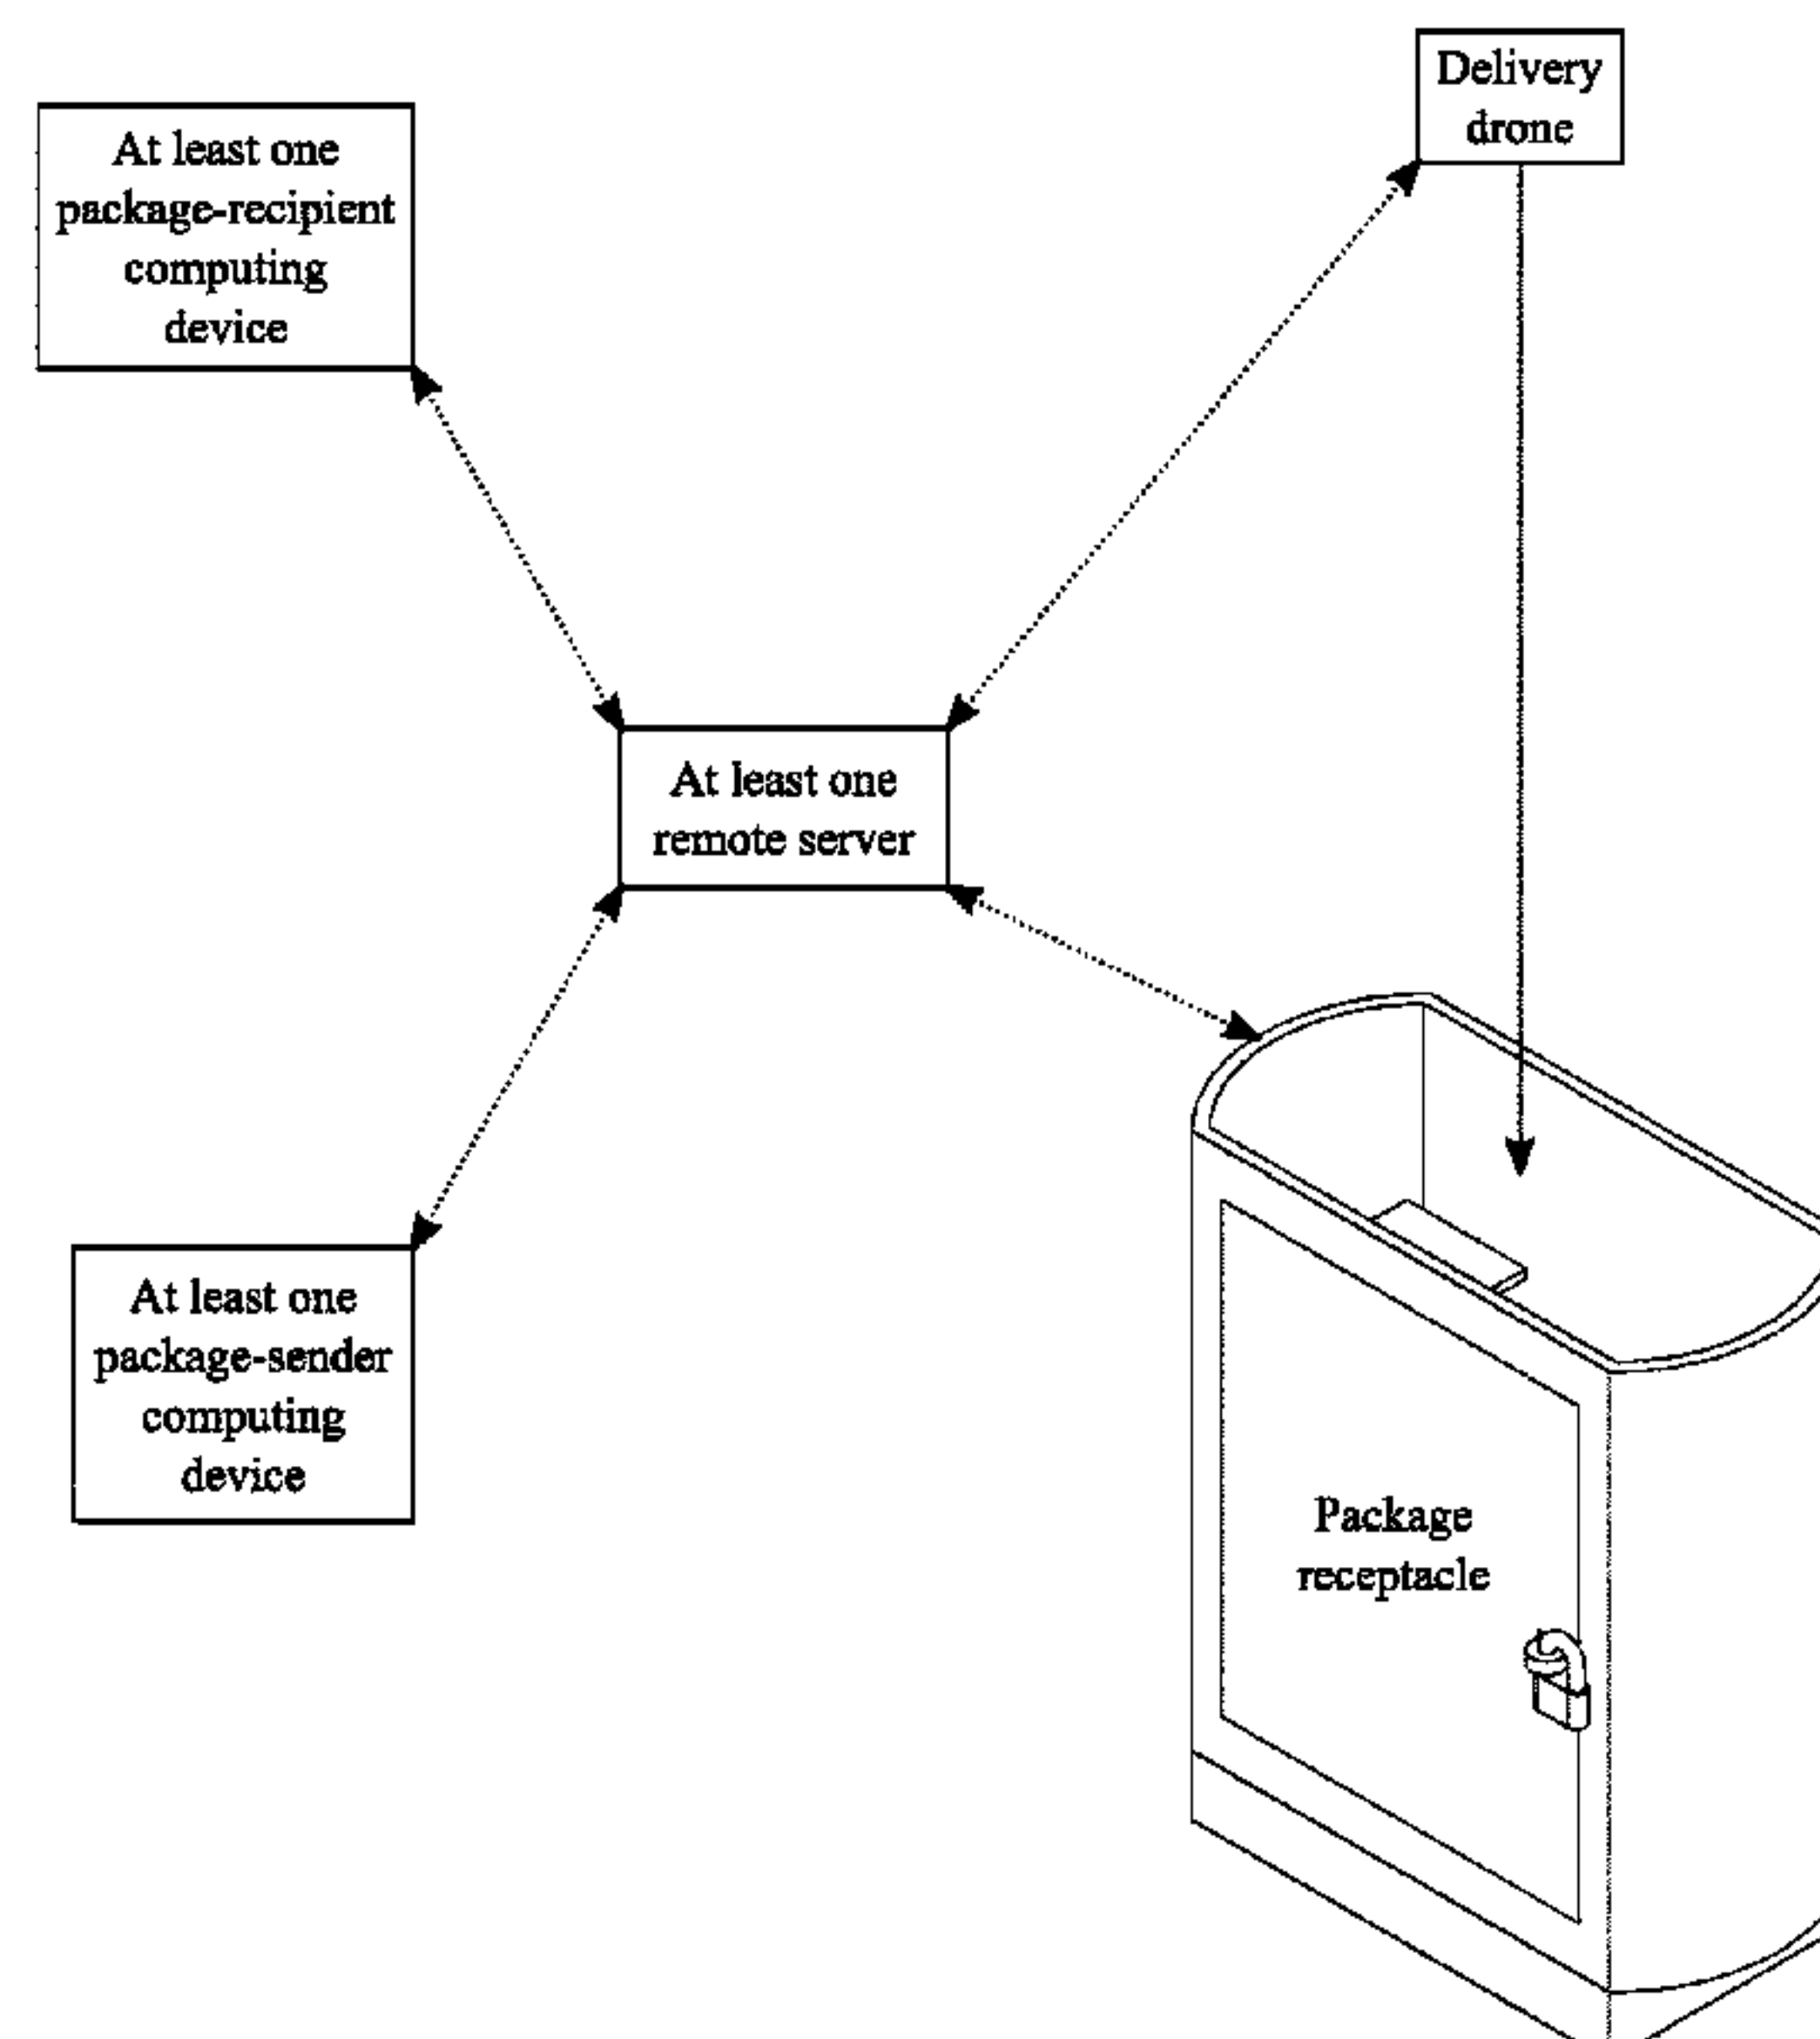 Delivery
drone
At least one
package-recipient
computing
device
At least one
remote server
At least one
package-sender
computing
device
Package
receptacle